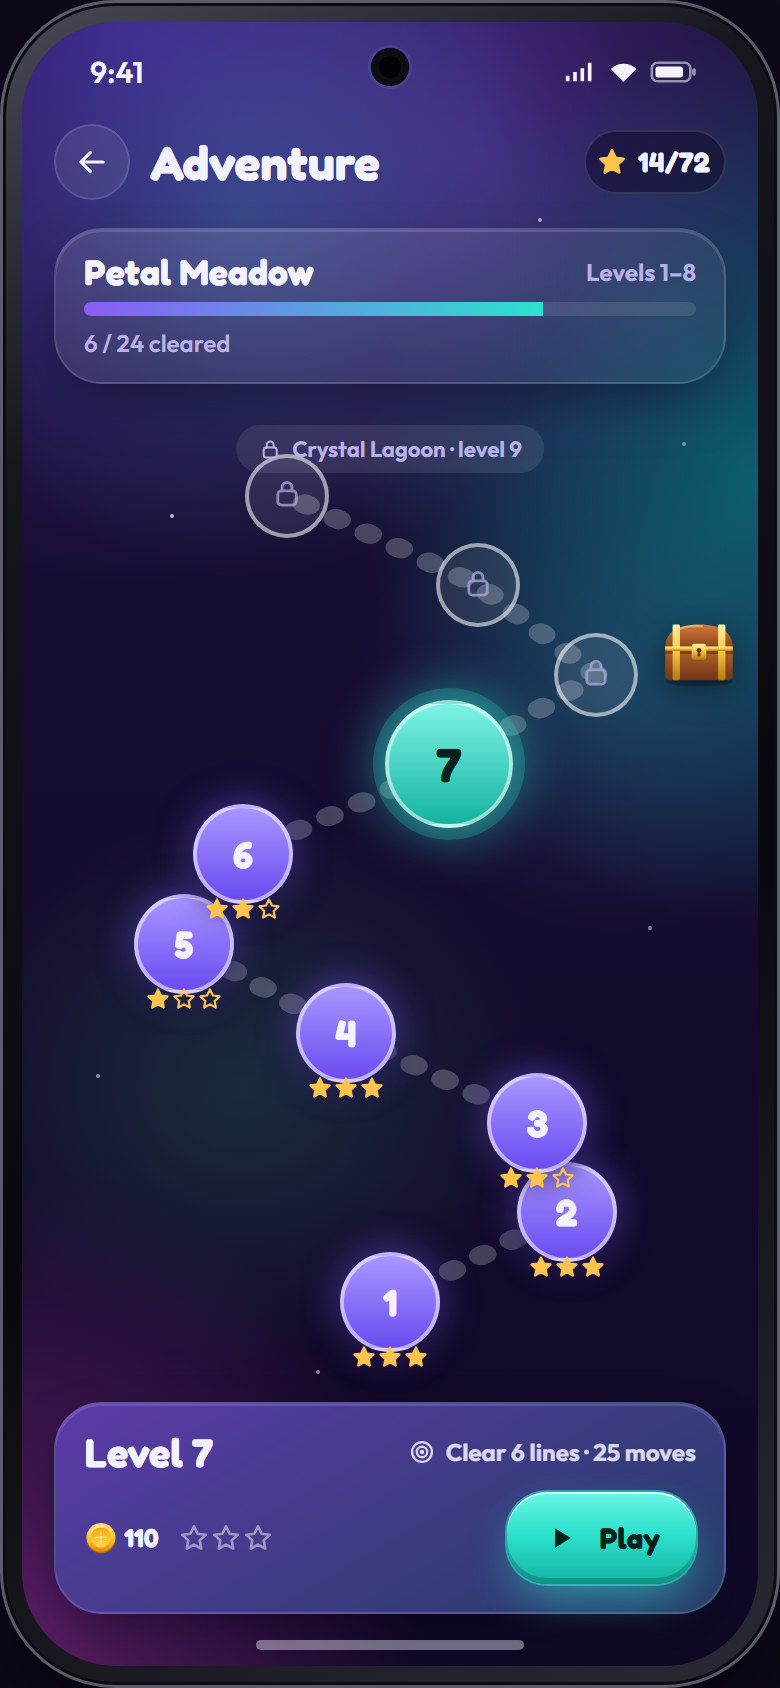 9:41
Adventure
14/72
Petal Meadow
Levels 1–8
6 / 24 cleared
Crystal Lagoon · level 9
7
6
5
4
3
2
1
Level 7
Clear 6 lines · 25 moves
110
Play